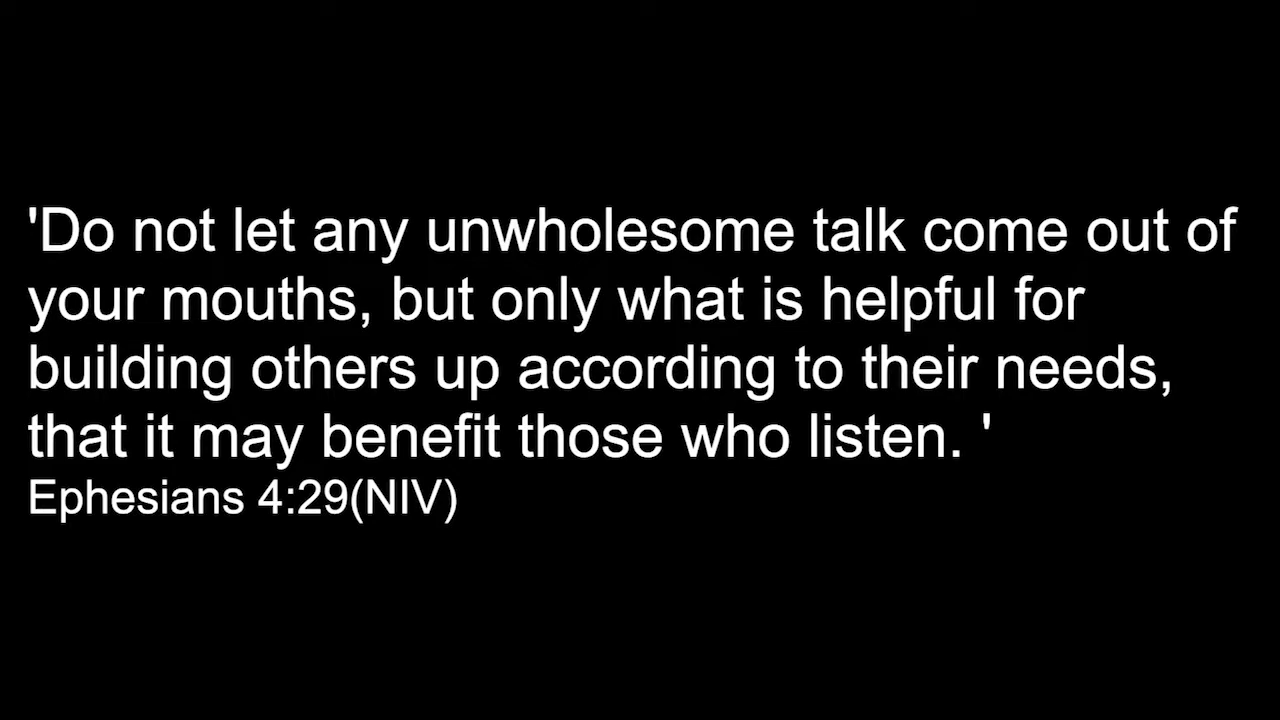 'Do not let any unwholesome talk come out of
your mouths, but only what is helpful for
building others up according to their needs,
that it may benefit those who listen. '
Ephesians 4:29(NIV)